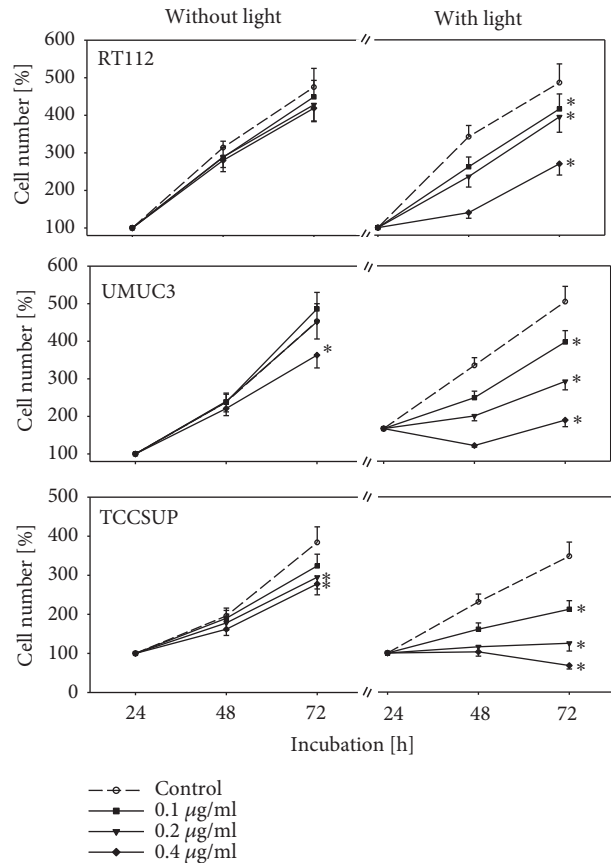 Without light
With light
Cell number [%]
600
500
400
300
200
100
RT112
*
*
*
Cell number [%]
600
500
400
300
200
100
UMUC3
*
*
*
*
Cell number [%]
500
400
300
200
100
0
TCCSUP
*
*
*
*
*
24 48 72 24 48 72
Incubation [h]
Control
0.1 μg/ml
0.2 μg/ml
0.4 μg/ml